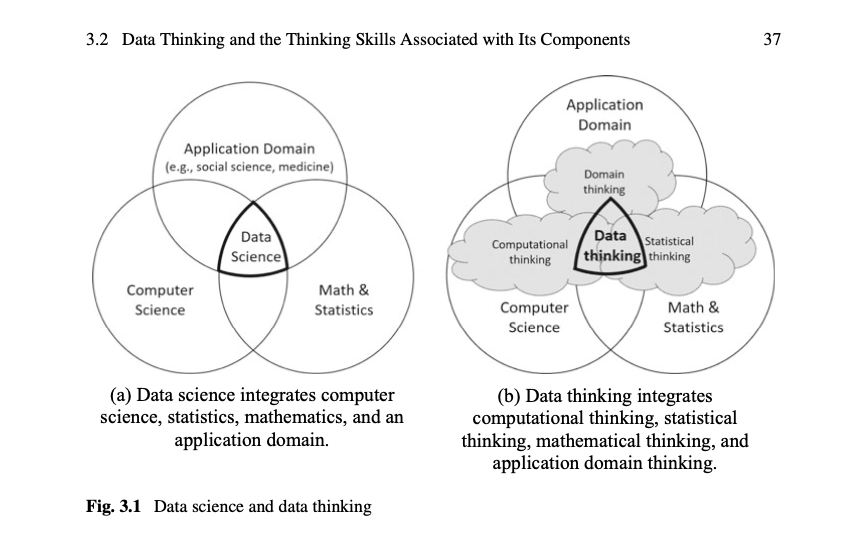 3.2 Data Thinking and the Thinking Skills Associated with Its Components 37
Application Domain
(e.g., social science, medicine)
Data
Science
Computer
Science
Math &
Statistics
(a) Data science integrates computer
science, statistics, mathematics, and an
application domain.
Application
Domain
Domain
thinking
Computational
thinking
Data
thinking
Statistical
thinking
Computer
Science
Math &
Statistics
(b) Data thinking integrates
computational thinking, statistical
thinking, mathematical thinking, and
application domain thinking.
Fig. 3.1 Data science and data thinking